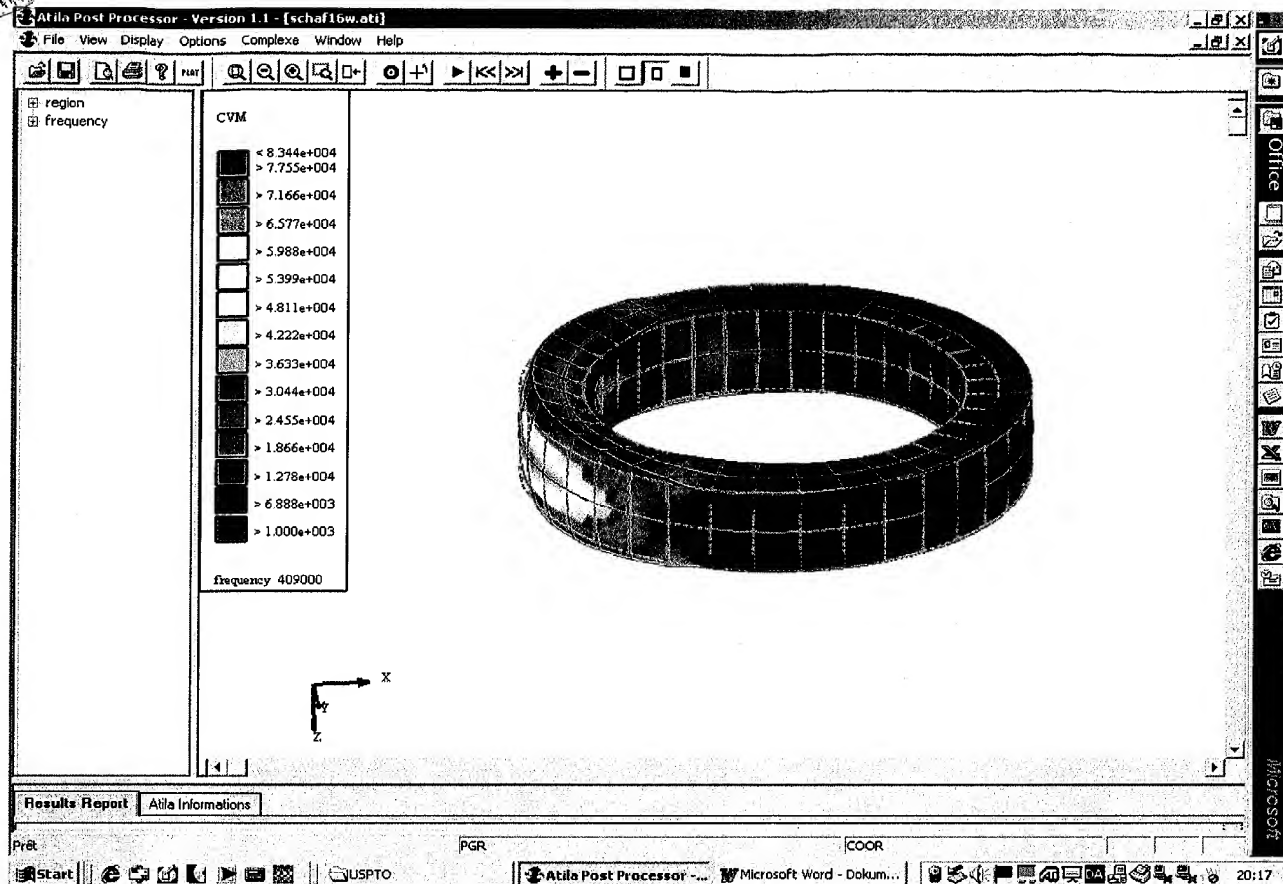 Atila Post Processor - Version 1.1 - [schaf16w.ati]
File View Display Options Complexe Window Help
PLAY
region
frequency
CVM
< 8.344e+004
> 7.755e+004
> 7.166e+004
> 6.577e+004
> 5.988e+004
> 5.399e+004
> 4.811e+004
> 4.222e+004
> 3.633e+004
> 3.044e+004
> 2.455e+004
> 1.866e+004
> 1.278e+004
> 6.888e+003
> 1.000e+003
frequency 409000
X
Y
Z
Office
Microsoft
Results Report Atila Informations
Prêt PGR COOR
Start USPTO Atila Post Processor -... Microsoft Word - Dokum... 20:17